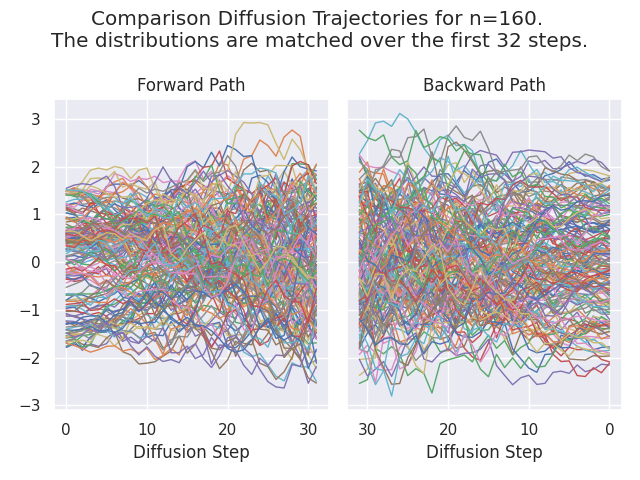 Comparison Diffusion Trajectories for n=160.
The distributions are matched over the first 32 steps.
Forward Path
Backward Path
3
2
1
0
−1
−2
−3
0 10 20 30
30 20 10 0
Diffusion Step
Diffusion Step